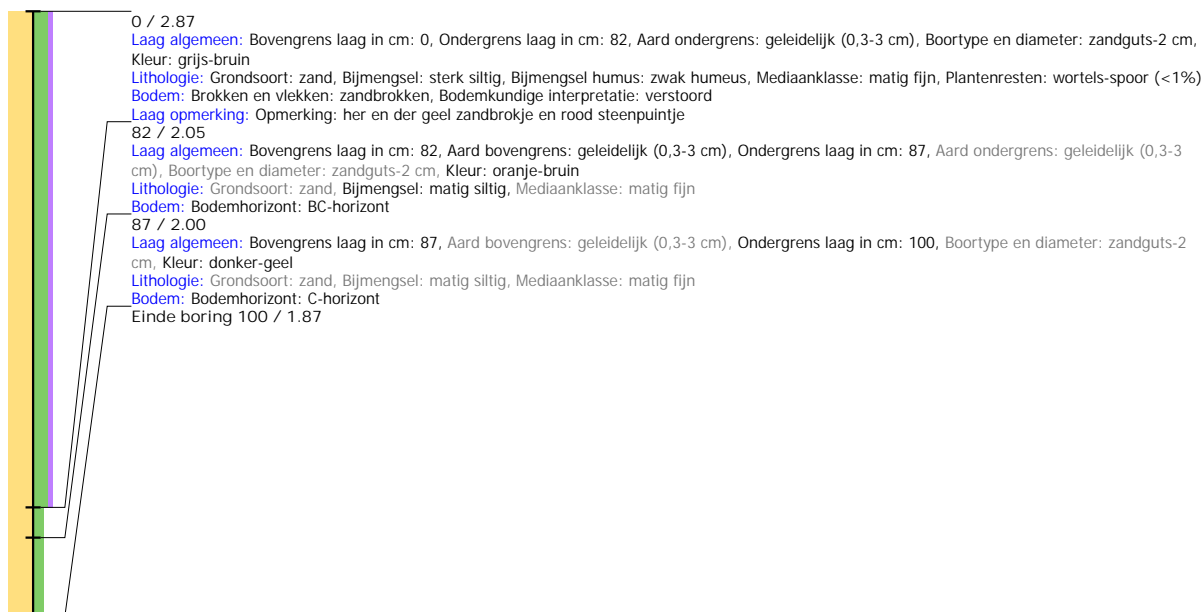 0 / 2.87
Laag algemeen: Bovengrens laag in cm: 0, Ondergrens laag in cm: 82, Aard ondergrens: geleidelijk (0,3-3 cm), Boortype en diameter: zandguts-2 cm,
Kleur: grijs-bruin
Lithologie: Grondsoort: zand, Bijmengsel: sterk siltig, Bijmengsel humus: zwak humeus, Mediaanklasse: matig fijn, Plantenresten: wortels-spoor (<1%)
Bodem: Brokken en vlekken: zandbrokken, Bodemkundige interpretatie: verstoord
Laag opmerking: Opmerking: her en der geel zandbrokje en rood steenpuintje
82 / 2.05
Laag algemeen: Bovengrens laag in cm: 82, Aard bovengrens: geleidelijk (0,3-3 cm), Ondergrens laag in cm: 87, Aard ondergrens: geleidelijk (0,3-3
cm), Boortype en diameter: zandguts-2 cm, Kleur: oranje-bruin
Lithologie: Grondsoort: zand, Bijmengsel: matig siltig, Mediaanklasse: matig fijn
Bodem: Bodemhorizont: BC-horizont
87 / 2.00
Laag algemeen: Bovengrens laag in cm: 87, Aard bovengrens: geleidelijk (0,3-3 cm), Ondergrens laag in cm: 100, Boortype en diameter: zandguts-2
cm, Kleur: donker-geel
Lithologie: Grondsoort: zand, Bijmengsel: matig siltig, Mediaanklasse: matig fijn
Bodem: Bodemhorizont: C-horizont
Einde boring 100 / 1.87